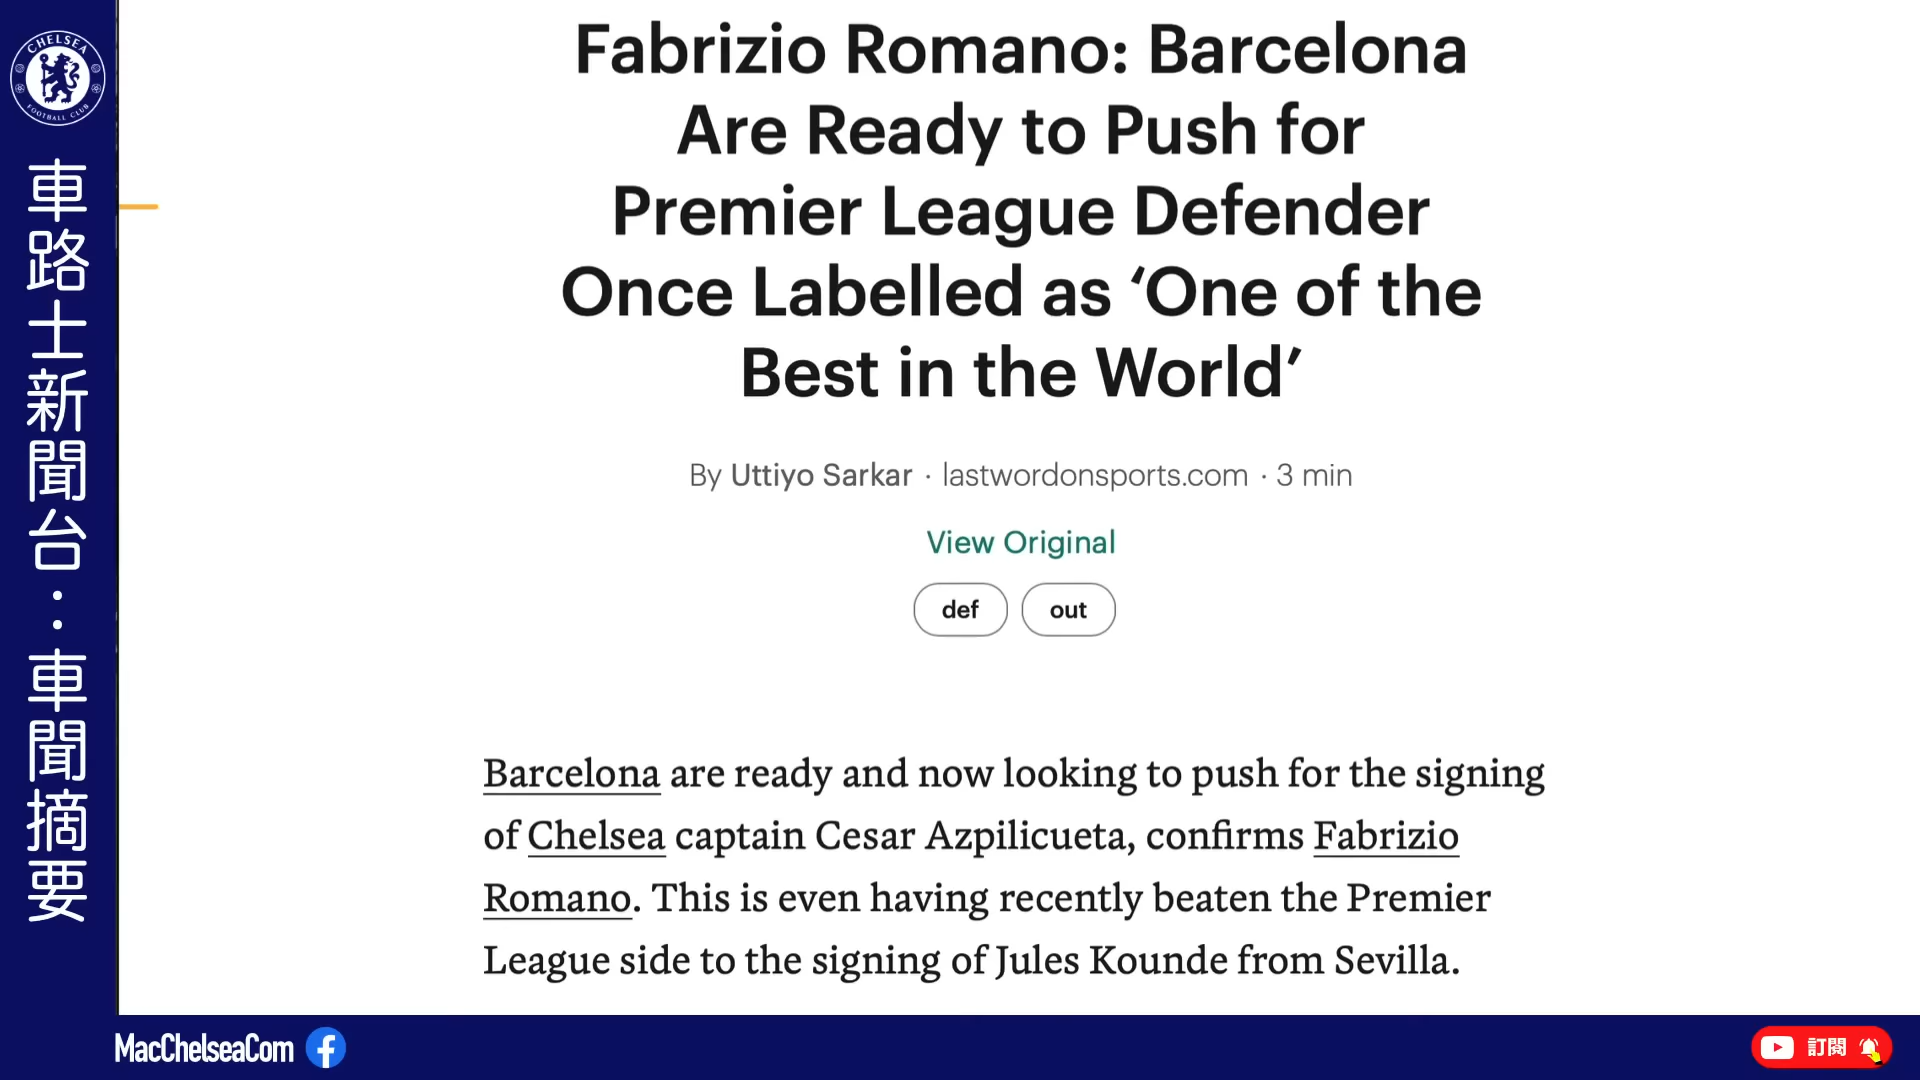 CHELSEA
FOOTBALL CLUB
車路士新聞台：車聞摘要
Fabrizio Romano: Barcelona
Are Ready to Push for
Premier League Defender
Once Labelled as ‘One of the
Best in the World’
By Uttiyo Sarkar · lastwordonsports.com · 3 min
View Original
def out
Barcelona are ready and now looking to push for the signing
of Chelsea captain Cesar Azpilicueta, confirms Fabrizio
Romano. This is even having recently beaten the Premier
League side to the signing of Jules Kounde from Sevilla.
MacChelseaCom
訂閱